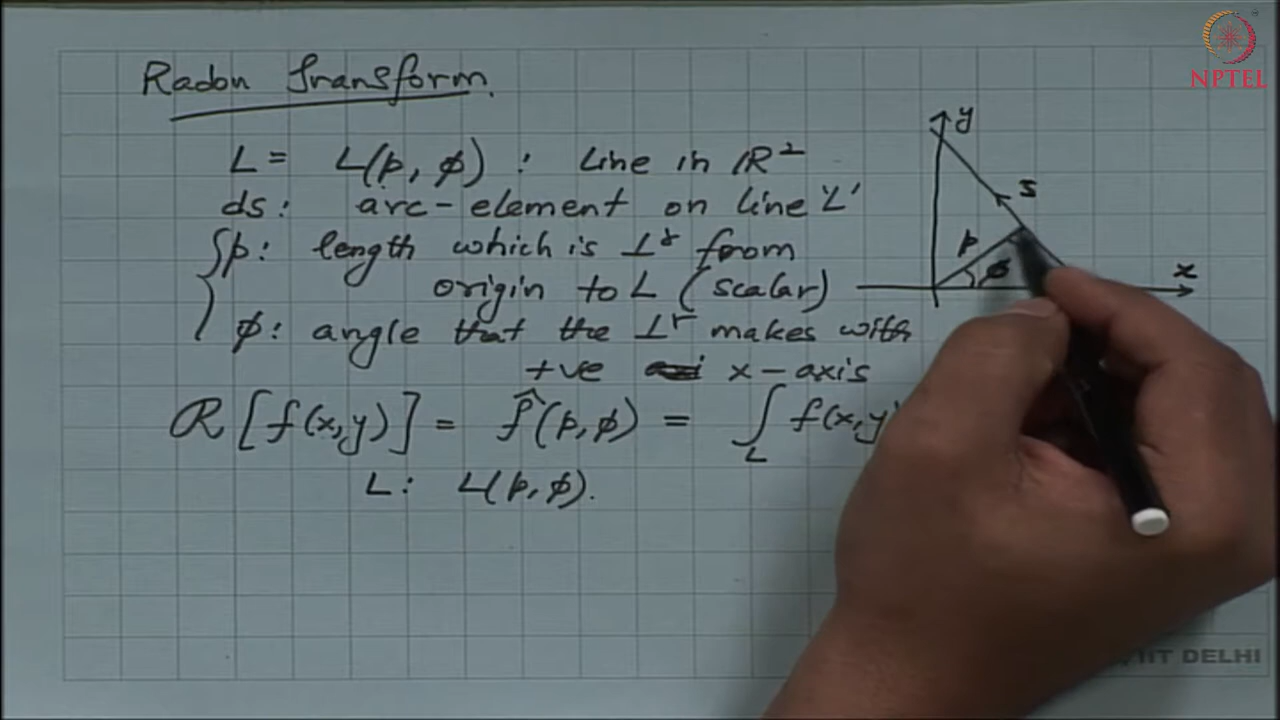 Radon Transform.
L = L(p, φ) : Line in ℝ²
ds : arc-element on line 'L'
p : length which is ⊥r from
origin to L (scalar)
φ : angle that the ⊥r makes with
+ve x-axis
R[f(x,y)] = f̂(p, φ) = ∫_L f(x,y)
L : L(p, φ).
y
s
p
φ
x
NPTEL
IIT DELHI